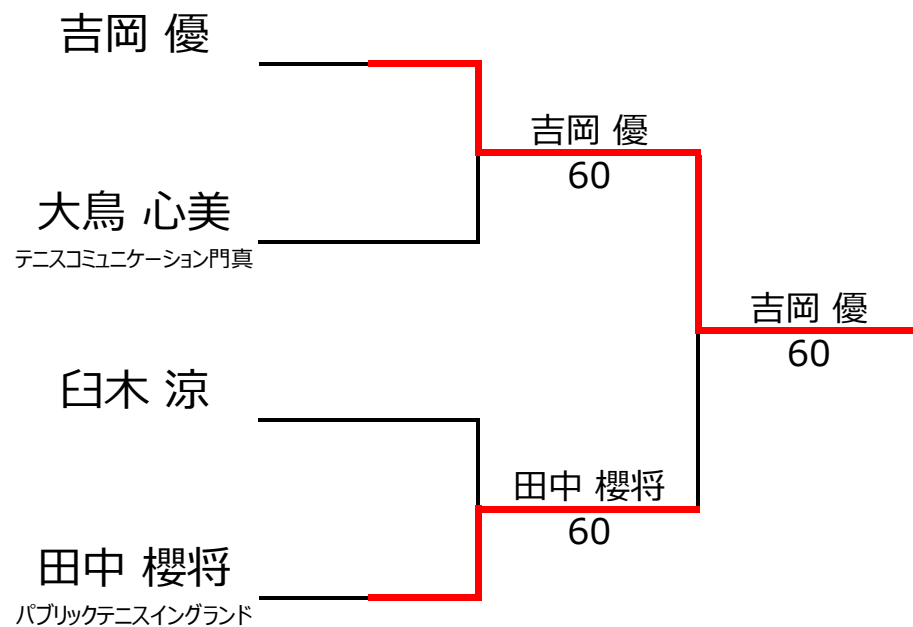 吉岡 優
大鳥 心美
テニスコミュニケーション門真
臼木 涼
田中 櫻将
パブリックテニスイングランド
吉岡 優
60
田中 櫻将
60
吉岡 優
60